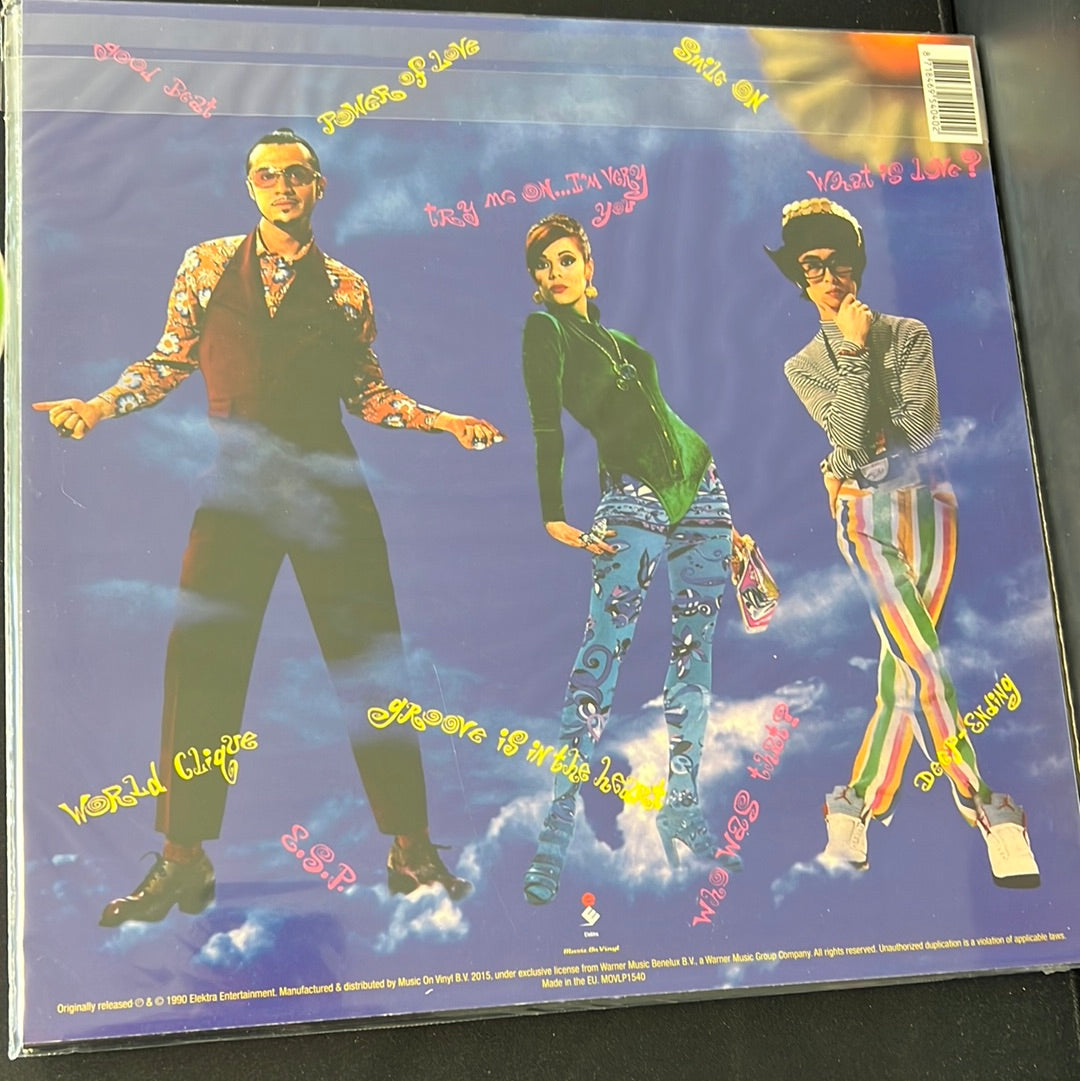 Good Beat
POWER OF LOVE
Smile ON
8718469540402
TRY ME ON...I'M VERY
YOU
What is LOVE?
WORLD Clique
gROOVE iS iN the heart
Who was that?
Deep-Ending
E.S.P.
Elektra
Music On Vinyl
Originally released ℗ & © 1990 Elektra Entertainment. Manufactured & distributed by Music On Vinyl B.V. 2015, under exclusive license from Warner Music Benelux B.V., a Warner Music Group Company. All rights reserved. Unauthorized duplication is a violation of applicable laws.
Made in the EU. MOVLP1540